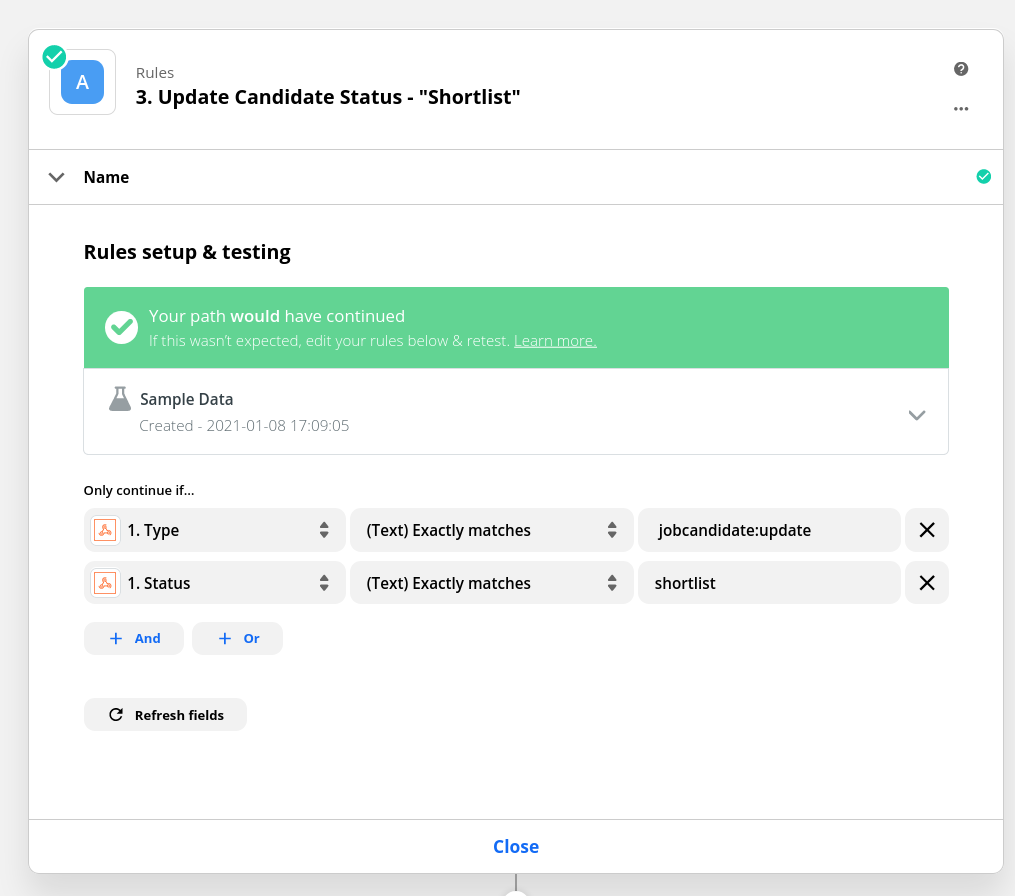 A
Rules
3. Update Candidate Status - "Shortlist"
Name
Rules setup & testing
Your path would have continued
If this wasn't expected, edit your rules below & retest. Learn more.
Sample Data
Created - 2021-01-08 17:09:05
Only continue if...
1. Type (Text) Exactly matches jobcandidate:update
1. Status (Text) Exactly matches shortlist
+ And + Or
Refresh fields
Close